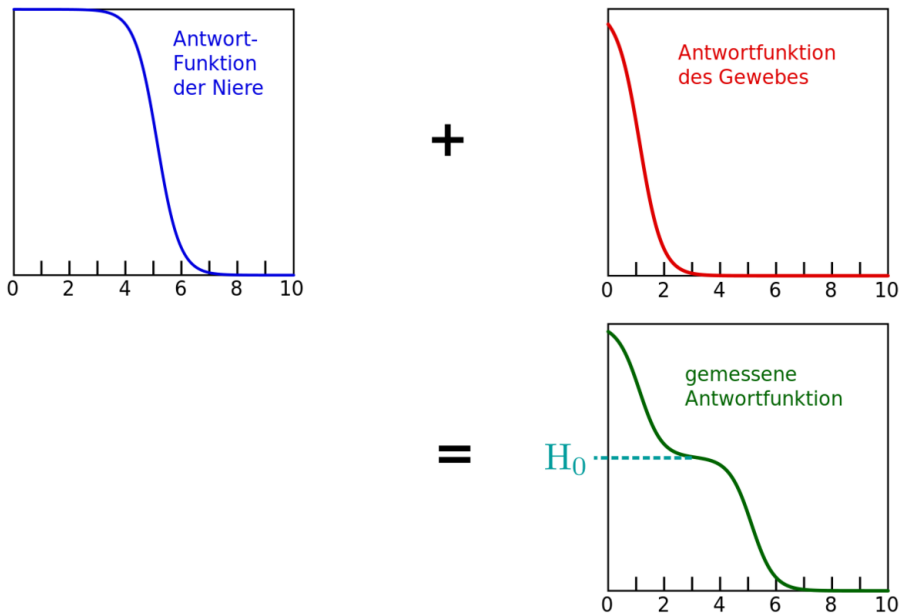 Antwort-
Funktion
der Niere
0 2 4 6 8 10
+
Antwortfunktion
des Gewebes
0 2 4 6 8 10
=
H₀
gemessene
Antwortfunktion
0 2 4 6 8 10